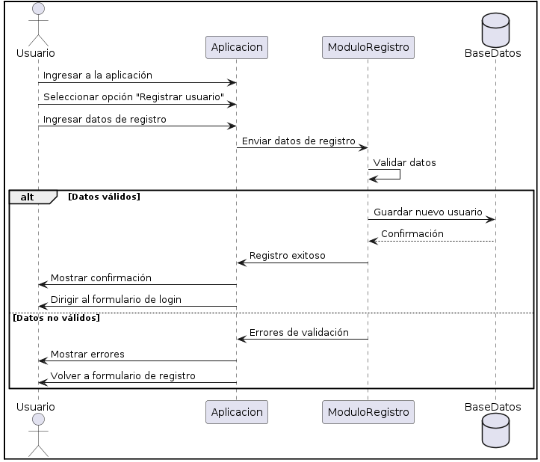 Usuario
Aplicacion
ModuloRegistro
BaseDatos
Ingresar a la aplicación
Seleccionar opción "Registrar usuario"
Ingresar datos de registro
Enviar datos de registro
Validar datos
alt [Datos válidos]
Guardar nuevo usuario
Confirmación
Registro exitoso
Mostrar confirmación
Dirigir al formulario de login
[Datos no válidos]
Errores de validación
Mostrar errores
Volver a formulario de registro
Usuario
Aplicacion
ModuloRegistro
BaseDatos